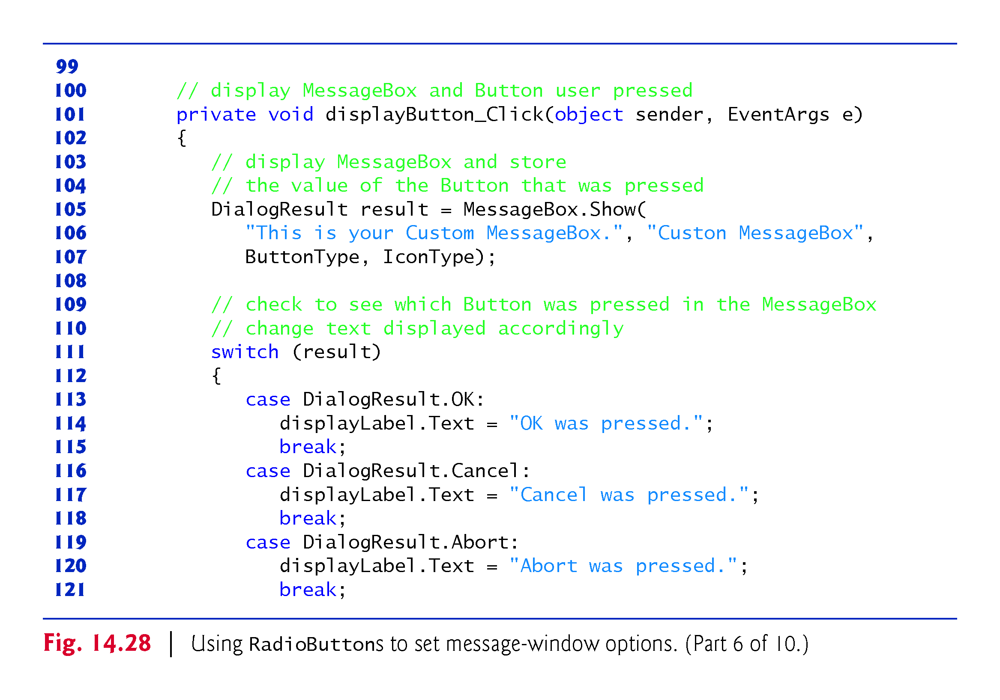 99
100 // display MessageBox and Button user pressed
101 private void displayButton_Click(object sender, EventArgs e)
102 {
103 // display MessageBox and store
104 // the value of the Button that was pressed
105 DialogResult result = MessageBox.Show(
106 "This is your Custom MessageBox.", "Custon MessageBox",
107 ButtonType, IconType);
108
109 // check to see which Button was pressed in the MessageBox
110 // change text displayed accordingly
111 switch (result)
112 {
113 case DialogResult.OK:
114 displayLabel.Text = "OK was pressed.";
115 break;
116 case DialogResult.Cancel:
117 displayLabel.Text = "Cancel was pressed.";
118 break;
119 case DialogResult.Abort:
120 displayLabel.Text = "Abort was pressed.";
121 break;
Fig. 14.28 | Using RadioButtons to set message-window options. (Part 6 of 10.)